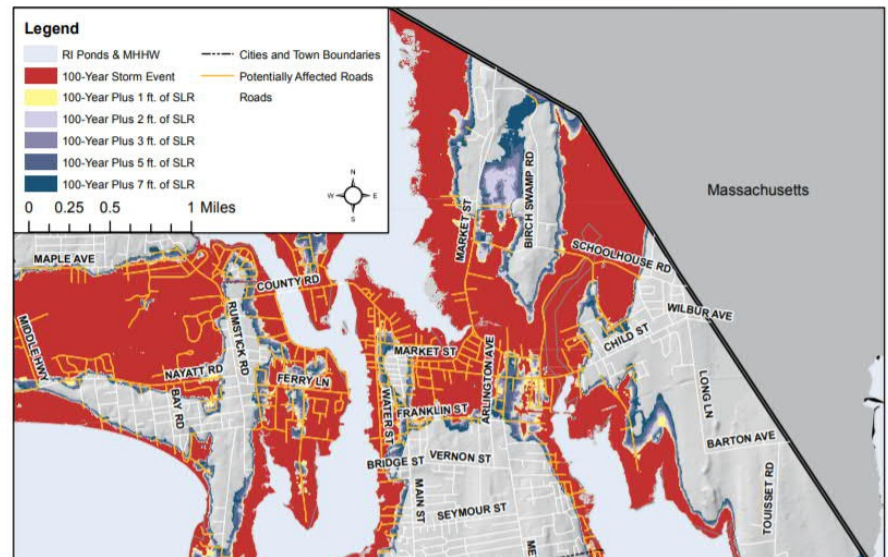 Legend
RI Ponds & MHHW
100-Year Storm Event
100-Year Plus 1 ft. of SLR
100-Year Plus 2 ft. of SLR
100-Year Plus 3 ft. of SLR
100-Year Plus 5 ft. of SLR
100-Year Plus 7 ft. of SLR
Cities and Town Boundaries
Potentially Affected Roads
Roads
N
W E
S
0 0.25 0.5 1 Miles
Massachusetts
MARKET ST
BIRCH SWAMP RD
SCHOOLHOUSE RD
MAPLE AVE
COUNTY RD
RUMSTICK RD
WILBUR AVE
MIDDLE HWY
CHILD ST
MARKET ST
ARLINGTON AVE
NAYATT RD
FERRY LN
BAY RD
WATER ST
FRANKLIN ST
LONG LN
BARTON AVE
BRIDGE ST
VERNON ST
MAIN ST
SEYMOUR ST
TOUISSET RD
ME